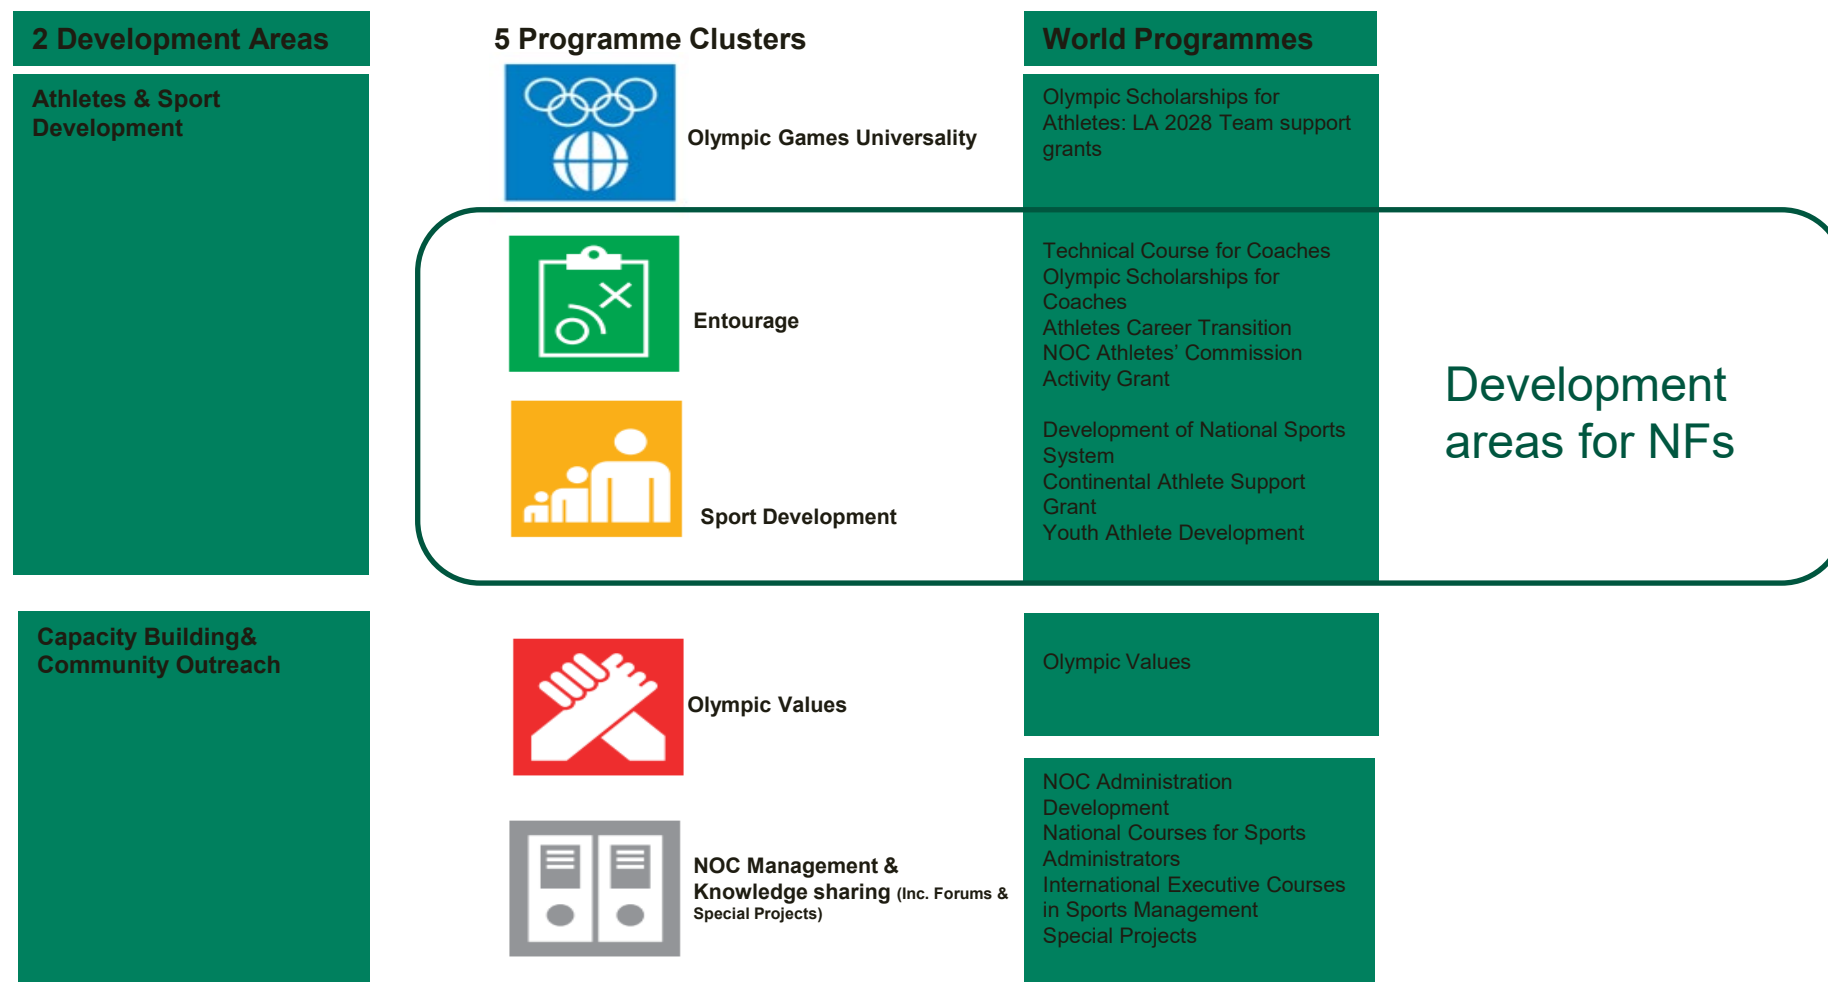 2 Development Areas
5 Programme Clusters
World Programmes
Athletes & Sport
Development
Olympic Games Universality
Olympic Scholarships for
Athletes: LA 2028 Team support
grants
Entourage
Technical Course for Coaches
Olympic Scholarships for
Coaches
Athletes Career Transition
NOC Athletes’ Commission
Activity Grant
Sport Development
Development of National Sports
System
Continental Athlete Support
Grant
Youth Athlete Development
Development
areas for NFs
Capacity Building&
Community Outreach
Olympic Values
Olympic Values
NOC Management &
Knowledge sharing (Inc. Forums &
Special Projects)
NOC Administration
Development
National Courses for Sports
Administrators
International Executive Courses
in Sports Management
Special Projects